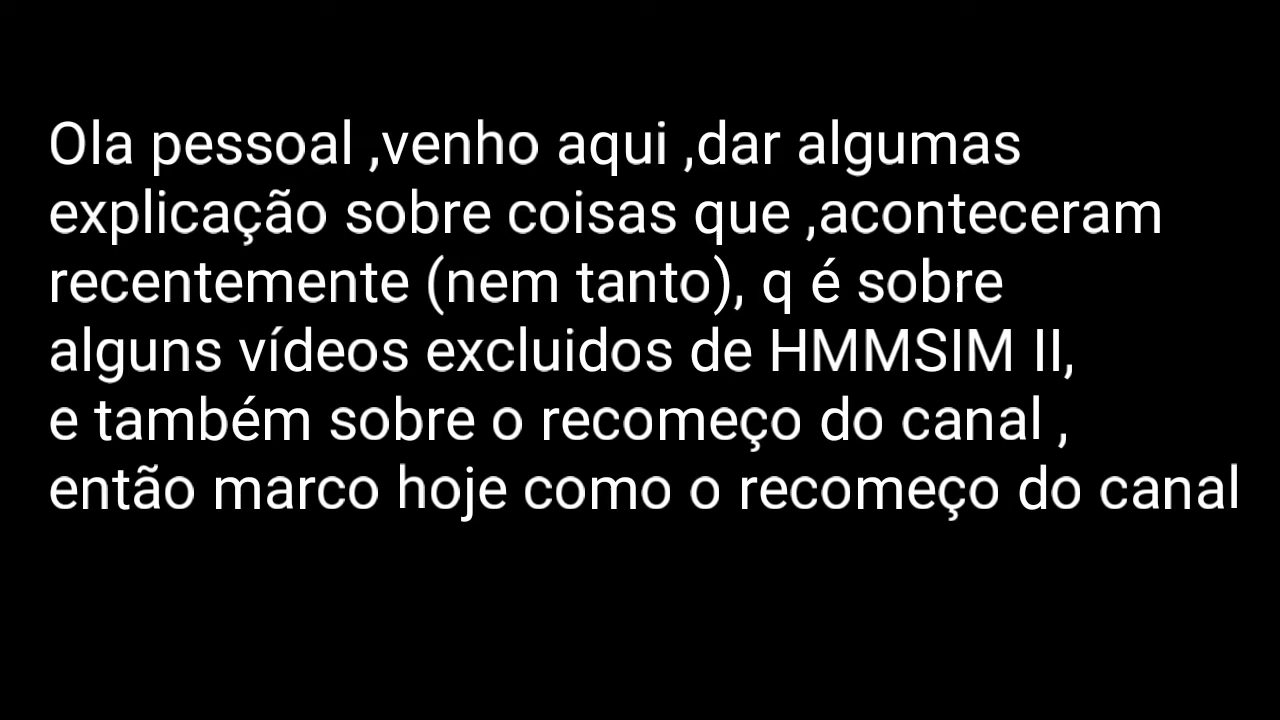 Ola pessoal ,venho aqui ,dar algumas
explicação sobre coisas que ,aconteceram
recentemente (nem tanto), q é sobre
alguns vídeos excluidos de HMMSIM II,
e também sobre o recomeço do canal ,
então marco hoje como o recomeço do canal